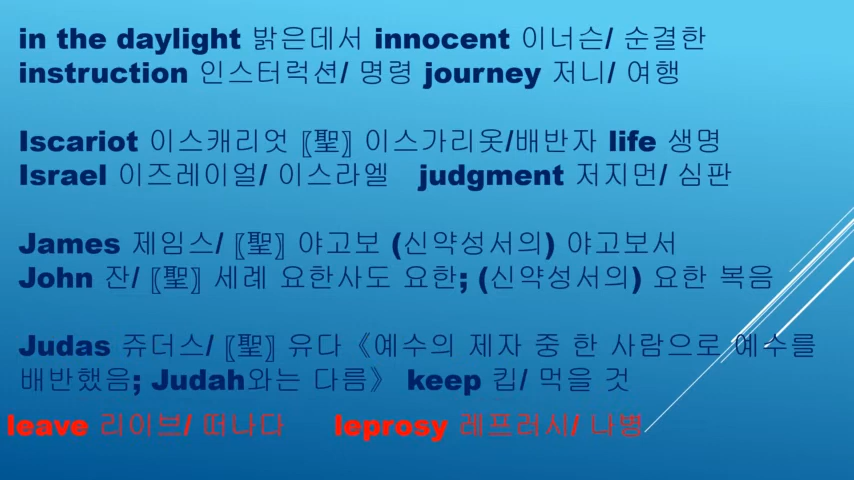 in the daylight 밝은데서 innocent 이너슨/ 순결한
instruction 인스터럭션/ 명령 journey 저니/ 여행
Iscariot 이스캐리엇 〖聖〗 이스가리옷/배반자 life 생명
Israel 이즈레이얼/ 이스라엘 judgment 저지먼/ 심판
James 제임스/ 〖聖〗 야고보 (신약성서의) 야고보서
John 잔/ 〖聖〗 세례 요한사도 요한; (신약성서의) 요한 복음
Judas 쥬더스/ 〖聖〗 유다《예수의 제자 중 한 사람으로 예수를
배반했음; Judah와는 다름》 keep 킵/ 먹을 것
leave 리이브/ 떠나다 leprosy 레프러시/ 나병